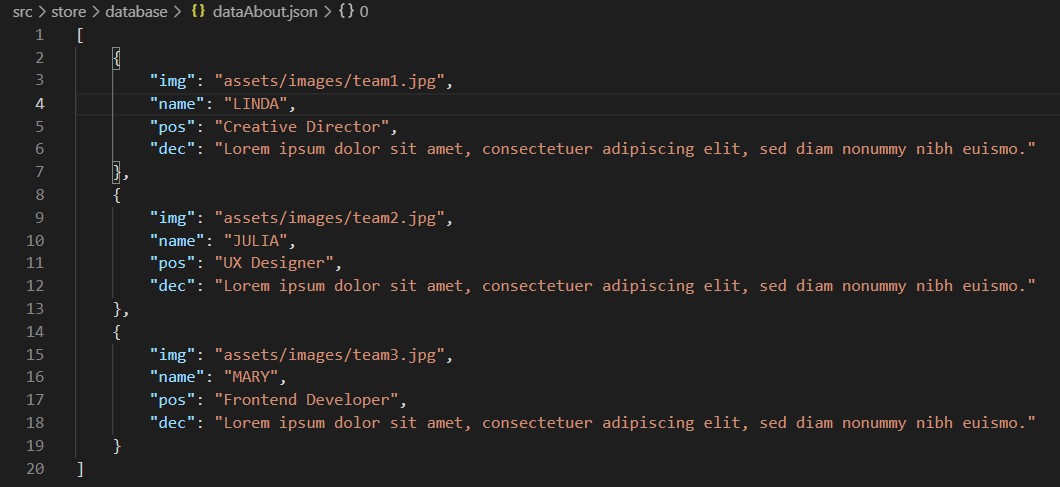 src > store > database > {} dataAbout.json > {} 0
1 [
2 {
3 "img": "assets/images/team1.jpg",
4 "name": "LINDA",
5 "pos": "Creative Director",
6 "dec": "Lorem ipsum dolor sit amet, consectetuer adipiscing elit, sed diam nonummy nibh euismo."
7 },
8 {
9 "img": "assets/images/team2.jpg",
10 "name": "JULIA",
11 "pos": "UX Designer",
12 "dec": "Lorem ipsum dolor sit amet, consectetuer adipiscing elit, sed diam nonummy nibh euismo."
13 },
14 {
15 "img": "assets/images/team3.jpg",
16 "name": "MARY",
17 "pos": "Frontend Developer",
18 "dec": "Lorem ipsum dolor sit amet, consectetuer adipiscing elit, sed diam nonummy nibh euismo."
19 }
20 ]